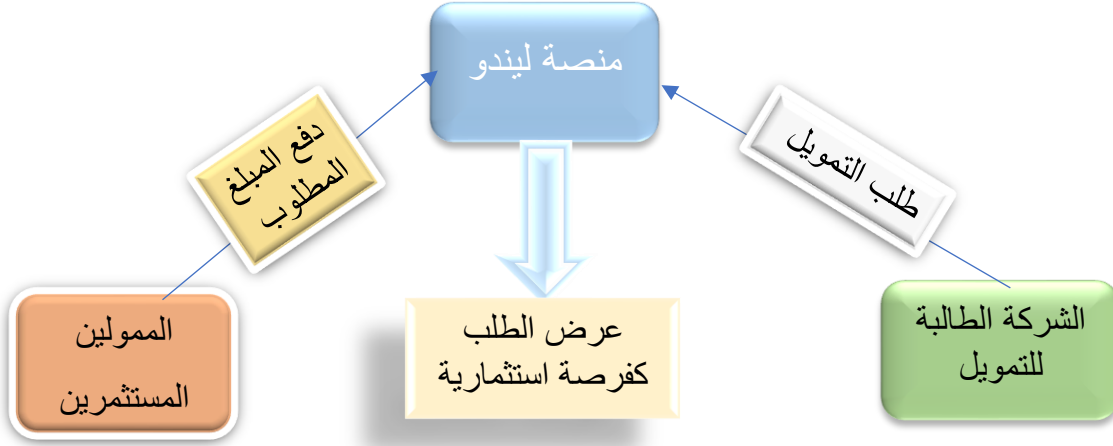 منصة ليندو
طلب التمويل
دفع المبلغ
المطلوب
الشركة الطالبة
للتمويل
عرض الطلب
كفرصة استثمارية
الممولين
المستثمرين